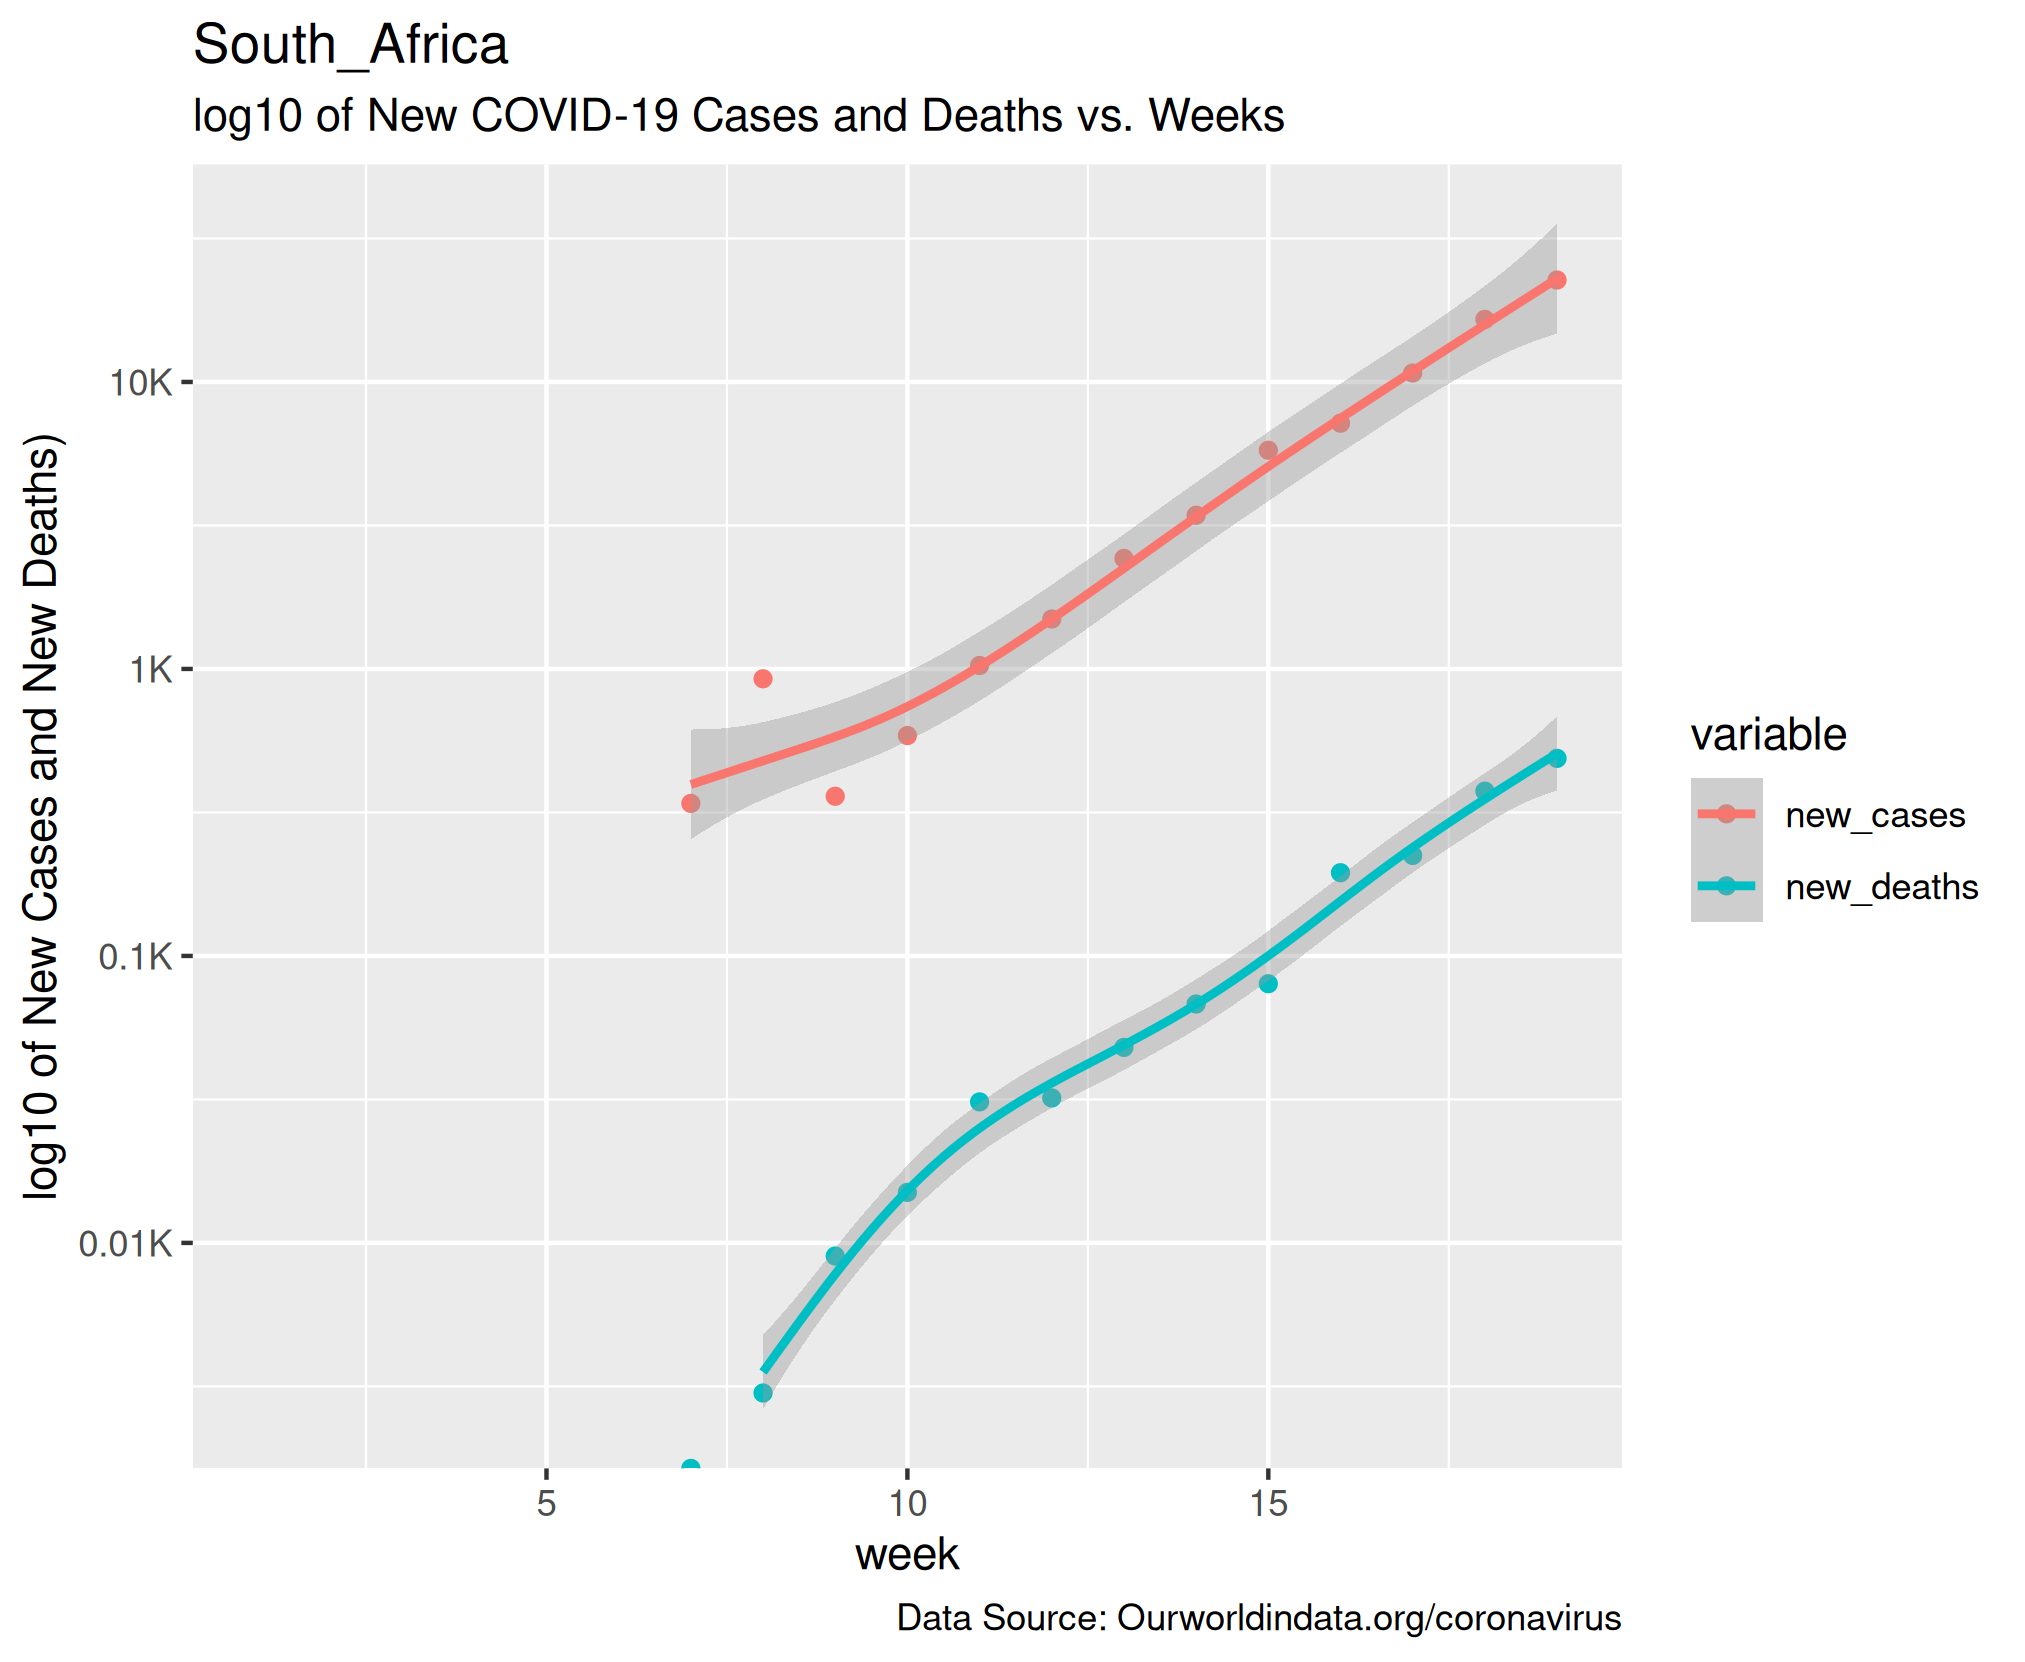 South_Africa
log10 of New COVID-19 Cases and Deaths vs. Weeks
log10 of New Cases and New Deaths)
10K
1K
0.1K
0.01K
5
10
15
week
variable
new_cases
new_deaths
Data Source: Ourworldindata.org/coronavirus